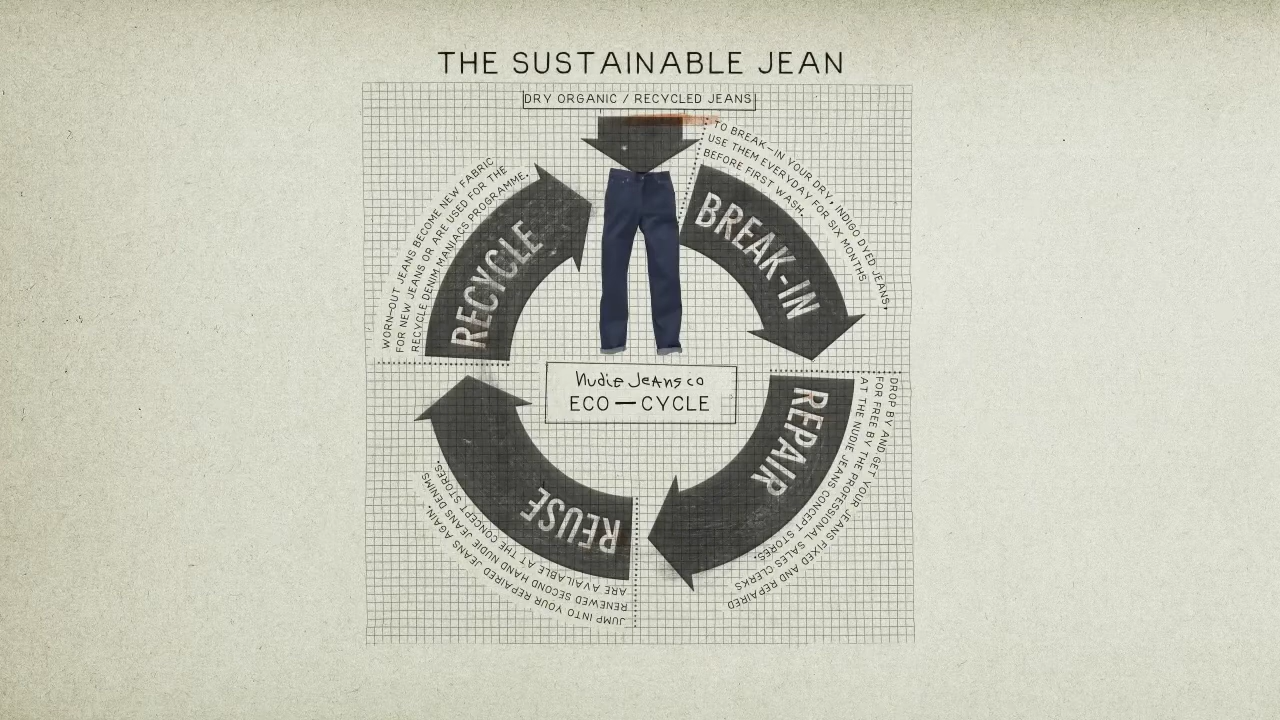 THE SUSTAINABLE JEAN
DRY ORGANIC / RECYCLED JEANS
BREAK-IN
TO BREAK-IN YOUR DRY, INDIGO DYED JEANS,
USE THEM EVERYDAY FOR SIX MONTHS
BEFORE FIRST WASH.
REPAIR
DROP BY AND GET YOUR JEANS FIXED AND REPAIRED
FOR FREE BY THE PROFESSIONAL SALES CLERKS
AT THE NUDIE JEANS CONCEPT STORES.
REUSE
JUMP INTO YOUR REPAIRED JEANS AGAIN.
RENEWED SECOND HAND NUDIE JEANS DENIMS
ARE AVAILABLE AT THE CONCEPT STORES.
RECYCLE
WORN-OUT JEANS BECOME NEW FABRIC
FOR NEW JEANS OR ARE USED FOR THE
RECYCLE DENIM MANIACS PROGRAMME.
Nudie Jeans co
ECO — CYCLE